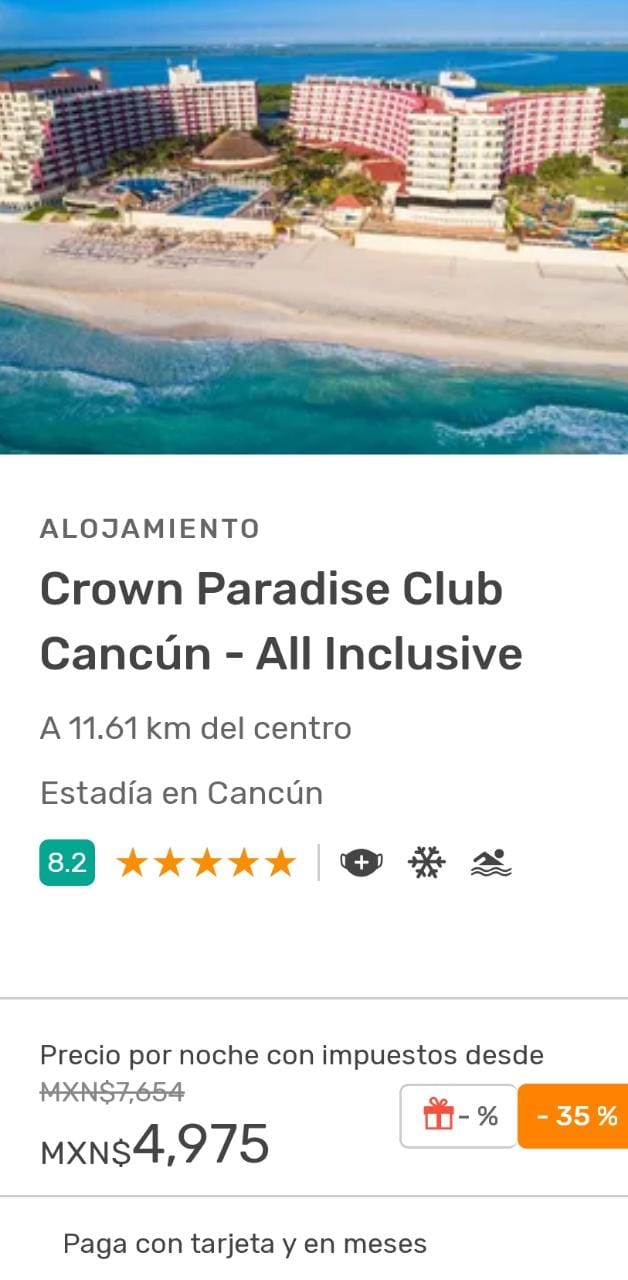 ALOJAMIENTO
Crown Paradise Club
Cancún - All Inclusive
A 11.61 km del centro
Estadía en Cancún
8.2
Precio por noche con impuestos desde
MXN$7,654
MXN$4,975
- %
- 35 %
Paga con tarjeta y en meses